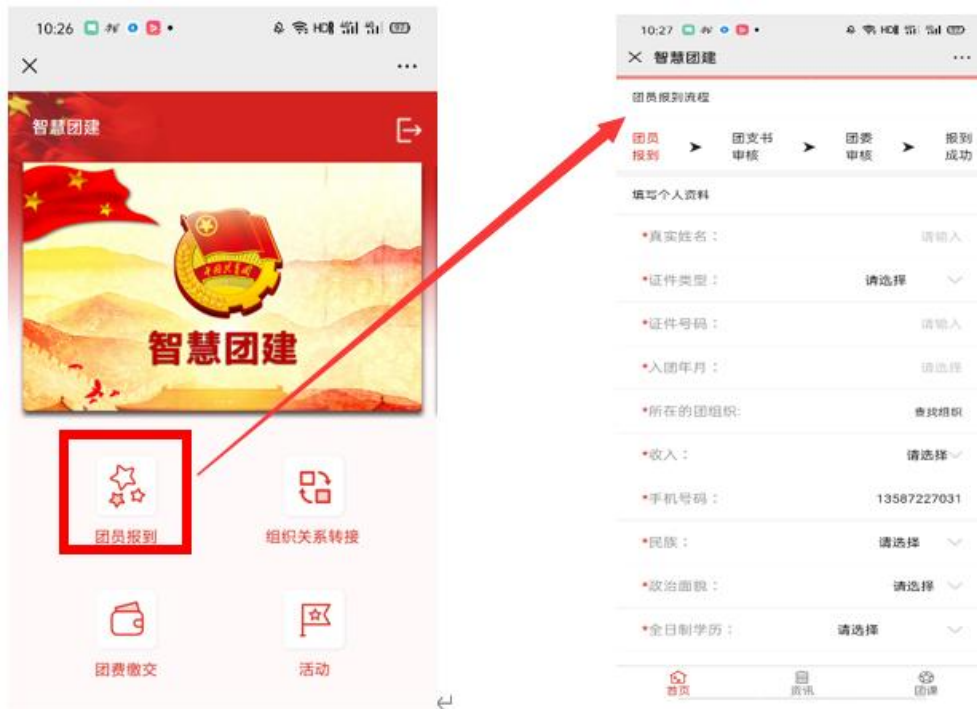 10:26
HD
智慧团建
中国共青团
智慧团建
团员报到
组织关系转接
团费缴交
活动
10:27
HD
智慧团建
团员报到流程
团员报到
团支书审核
团委审核
报到成功
填写个人资料
*真实姓名： 请输入
*证件类型： 请选择
*证件号码： 请输入
*入团年月： 请选择
*所在的团组织: 查找组织
*收入： 请选择
*手机号码： 13587227031
*民族： 请选择
*政治面貌： 请选择
*全日制学历： 请选择
首页 资讯 团课